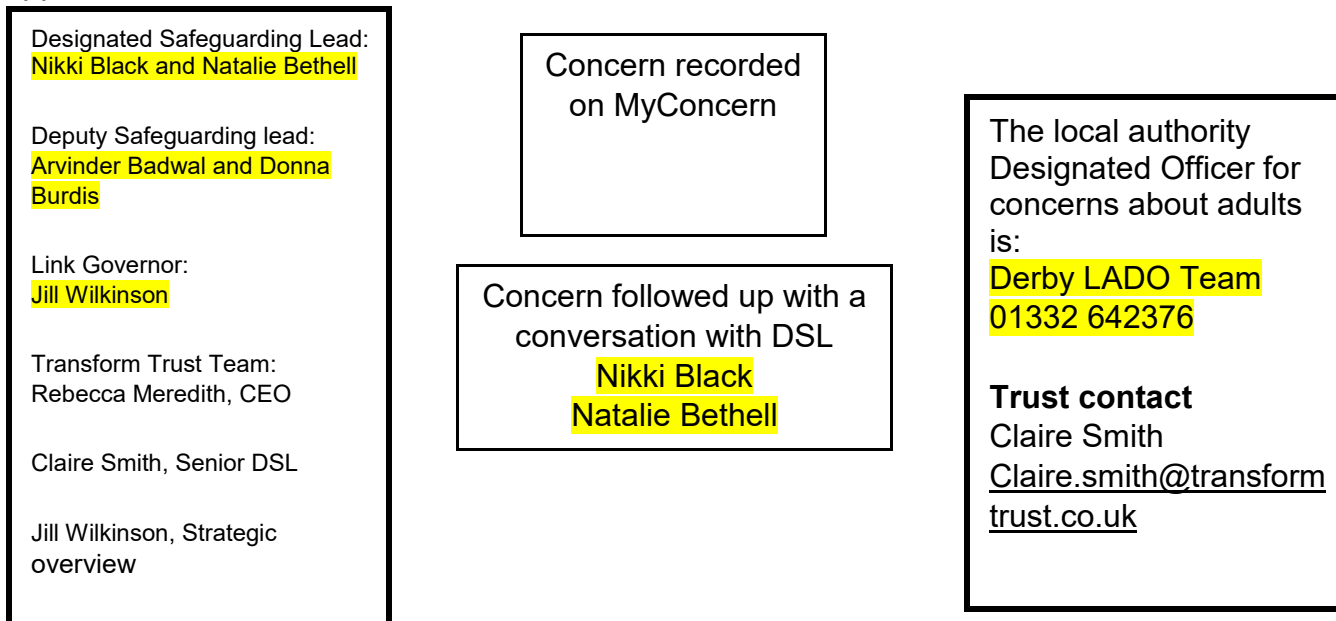 Designated Safeguarding Lead:
Nikki Black and Natalie Bethell
Deputy Safeguarding lead:
Arvinder Badwal and Donna
Burdis
Link Governor:
Jill Wilkinson
Transform Trust Team:
Rebecca Meredith, CEO
Claire Smith, Senior DSL
Jill Wilkinson, Strategic
overview
Concern recorded
on MyConcern
Concern followed up with a
conversation with DSL
Nikki Black
Natalie Bethell
The local authority
Designated Officer for
concerns about adults
is:
Derby LADO Team
01332 642376
Trust contact
Claire Smith
Claire.smith@transform
trust.co.uk